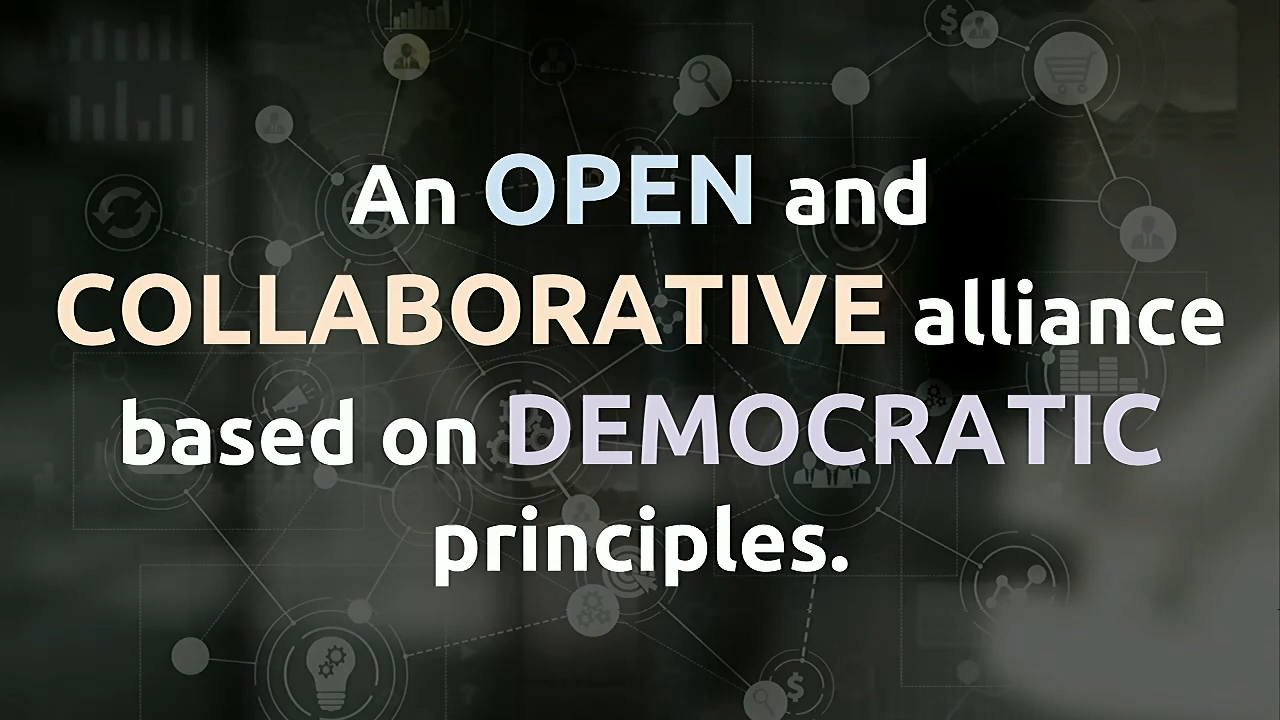 An OPEN and
COLLABORATIVE alliance
based on DEMOCRATIC
principles.